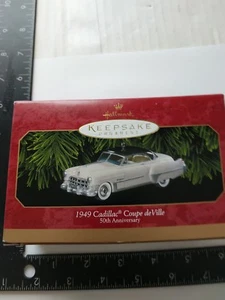 Hallmark
KEEPSAKE
ORNAMENT
1949 Cadillac® Coupe deVille
50th Anniversary